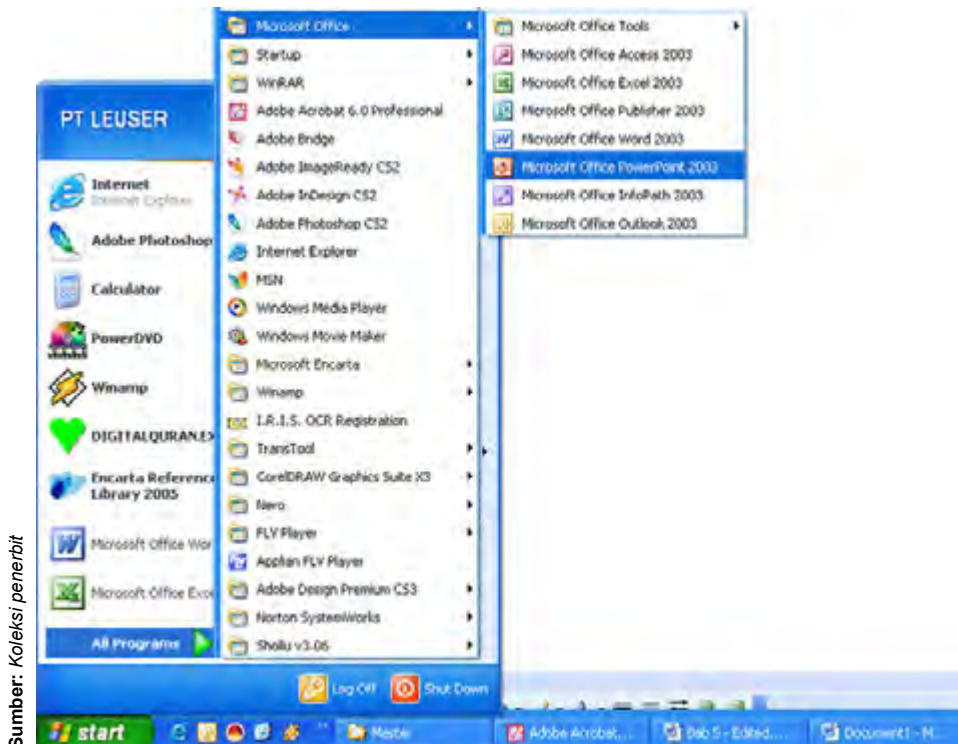 Microsoft Office
Startup
WinRAR
Adobe Acrobat 6.0 Professional
Adobe Bridge
Adobe ImageReady CS2
Adobe InDesign CS2
Adobe Photoshop CS2
Internet Explorer
MSN
Windows Media Player
Windows Movie Maker
Microsoft Encarta
Winamp
I.R.I.S. OCR Registration
TransTool
CorelDRAW Graphics Suite X3
Nero
FLV Player
Applian FLV Player
Adobe Design Premium CS3
Norton SystemWorks
Shollu v3.06
Microsoft Office Tools
Microsoft Office Access 2003
Microsoft Office Excel 2003
Microsoft Office Publisher 2003
Microsoft Office Word 2003
Microsoft Office PowerPoint 2003
Microsoft Office InfoPath 2003
Microsoft Office Outlook 2003
PT LEUSER
Internet
Internet Explorer
Adobe Photoshop
Calculator
PowerDVD
Winamp
DIGITALQURAN.EX
Encarta Reference
Library 2005
Microsoft Office Wor
Microsoft Office Exce
All Programs
Log Off
Shut Down
start
Master
Adobe Acrobat...
Bab 5 - Edited....
Document1 - M...
Sumber: Koleksi penerbit